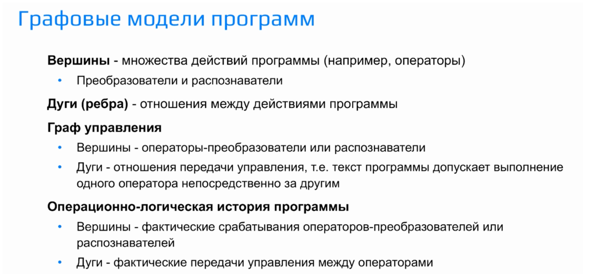 Графовые модели программ
Вершины - множества действий программы (например, операторы)
• Преобразователи и распознаватели
Дуги (ребра) - отношения между действиями программы
Граф управления
• Вершины - операторы-преобразователи или распознаватели
• Дуги - отношения передачи управления, т.е. текст программы допускает выполнение
одного оператора непосредственно за другим
Операционно-логическая история программы
• Вершины - фактические срабатывания операторов-преобразователей или
распознавателей
• Дуги - фактические передачи управления между операторами